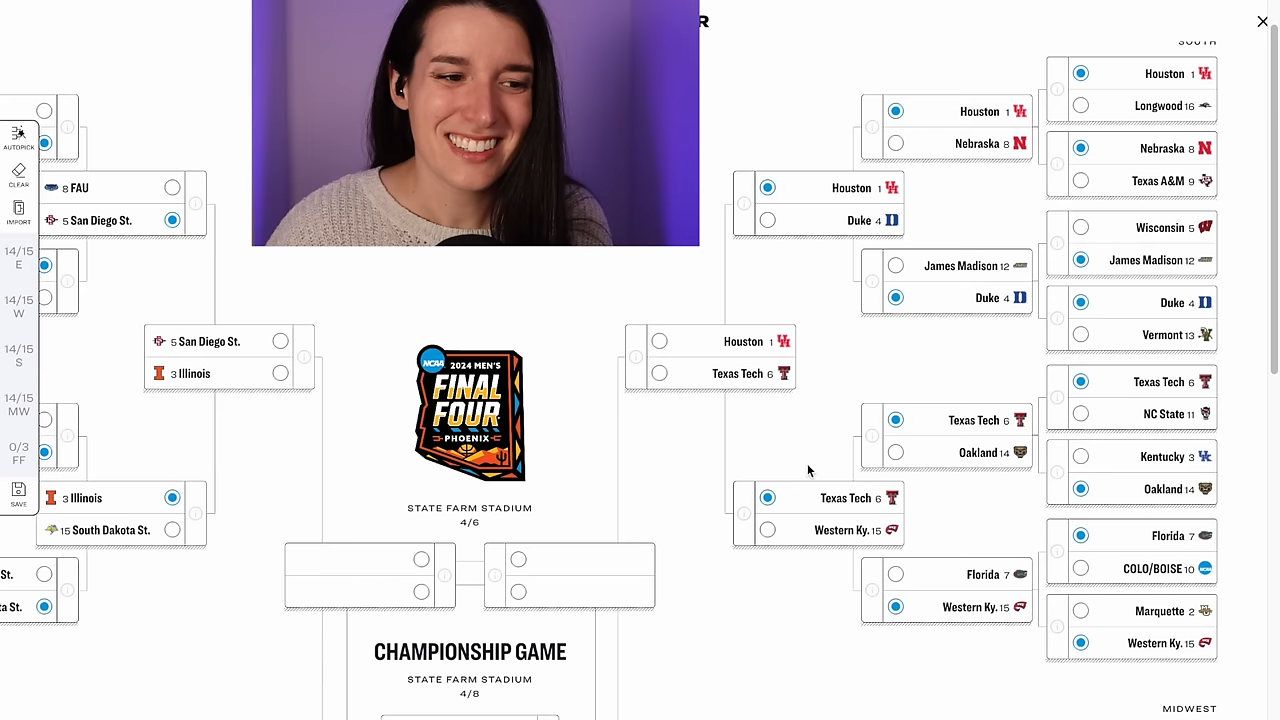 R
SOUTH
AUTOPICK
CLEAR
IMPORT
14/15
E
14/15
W
14/15
S
14/15
MW
0/3
FF
SAVE
8 FAU
5 San Diego St.
5 San Diego St.
3 Illinois
3 Illinois
15 South Dakota St.
St.
ta St.
NCAA
2024 MEN'S
FINAL
FOUR
PHOENIX
STATE FARM STADIUM
4/6
CHAMPIONSHIP GAME
STATE FARM STADIUM
4/8
Houston 1
Texas Tech 6
Houston 1
Duke 4
Texas Tech 6
Western Ky. 15
Houston 1
Nebraska 8
James Madison 12
Duke 4
Texas Tech 6
Oakland 14
Florida 7
Western Ky. 15
Houston 1
Longwood 16
Nebraska 8
Texas A&M 9
Wisconsin 5
James Madison 12
Duke 4
Vermont 13
Texas Tech 6
NC State 11
Kentucky 3
Oakland 14
Florida 7
COLO/BOISE 10
Marquette 2
Western Ky. 15
MIDWEST